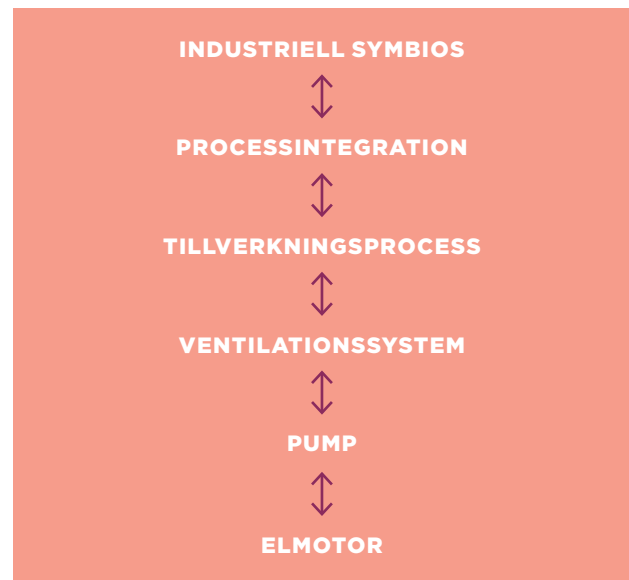 INDUSTRIELL SYMBIOS
PROCESSINTEGRATION
TILLVERKNINGSPROCESS
VENTILATIONSSYSTEM
PUMP
ELMOTOR